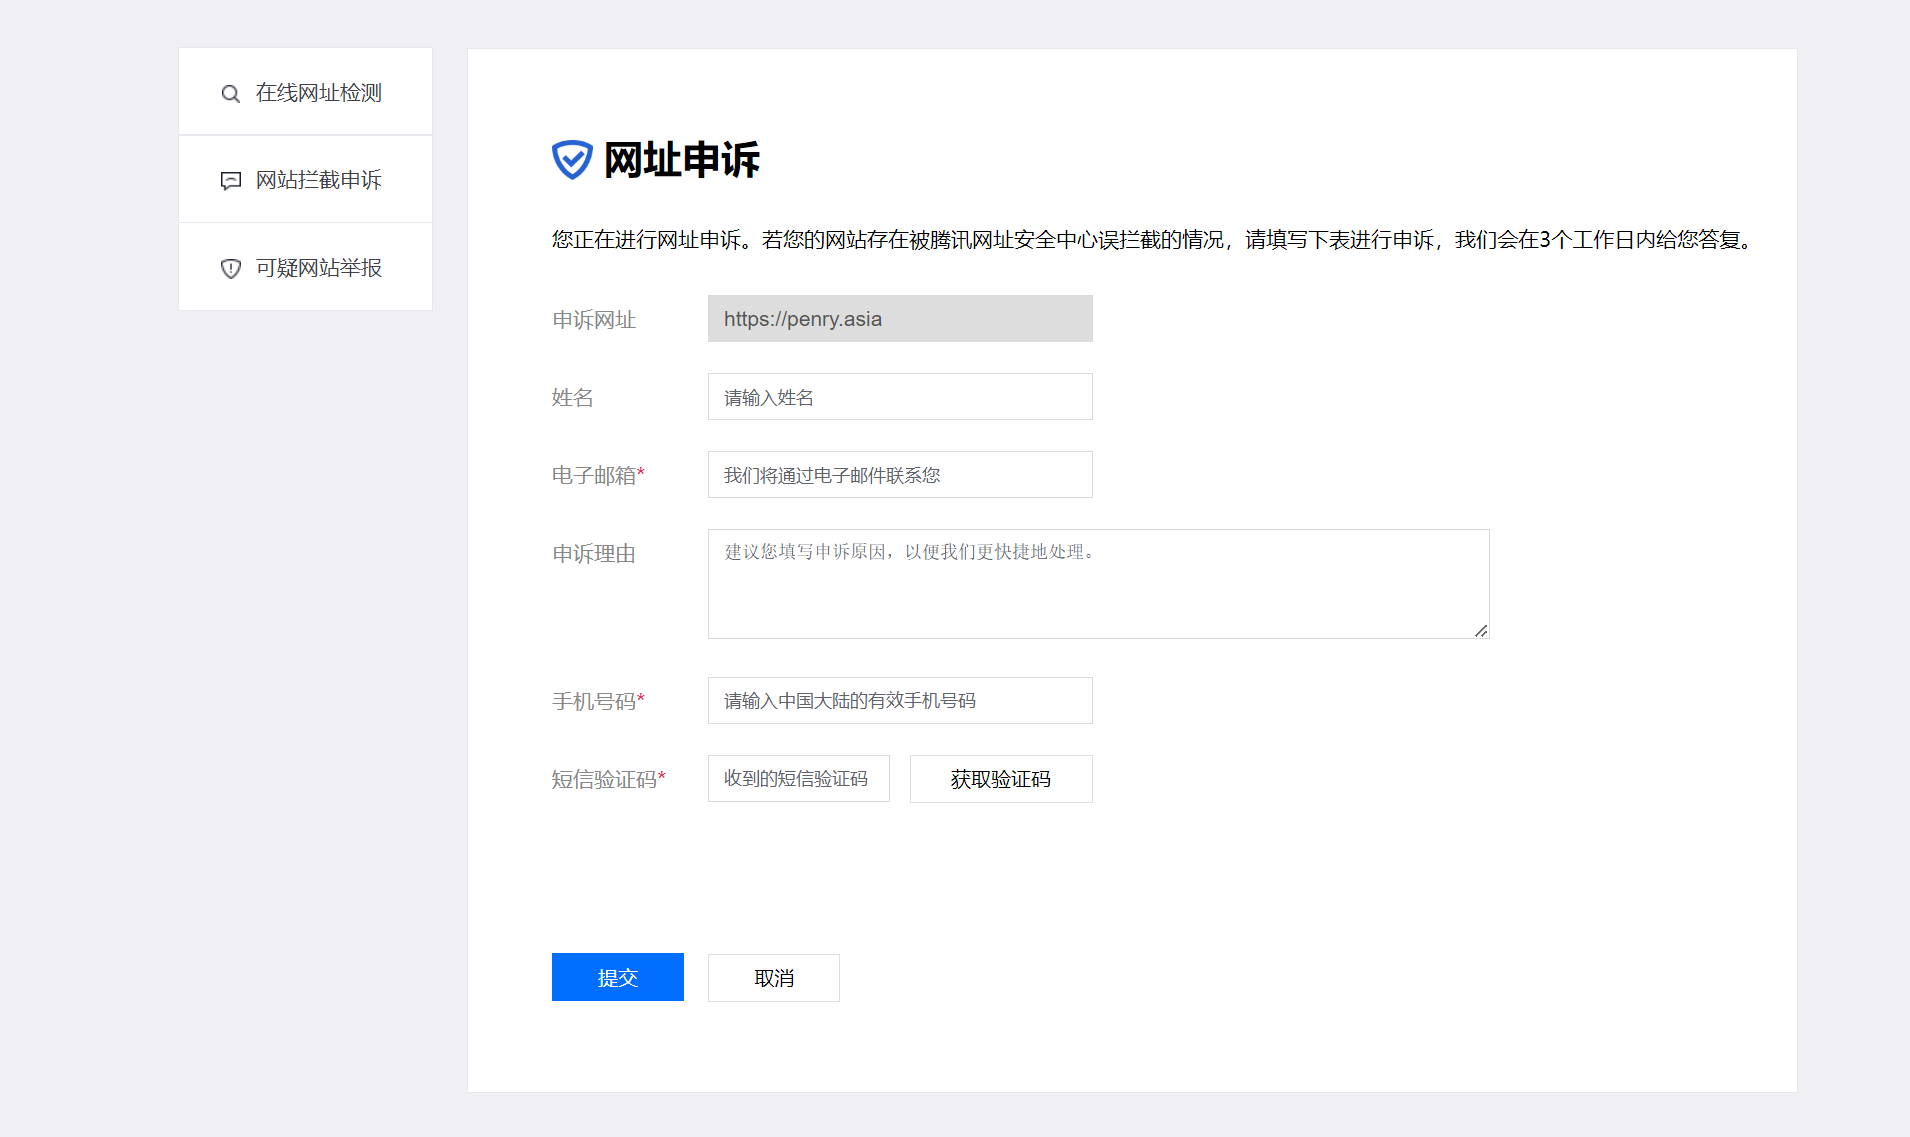 在线网址检测
网站拦截申诉
可疑网站举报
网址申诉
您正在进行网址申诉。若您的网站存在被腾讯网址安全中心误拦截的情况，请填写下表进行申诉，我们会在3个工作日内给您答复。
申诉网址 https://penry.asia
姓名 请输入姓名
电子邮箱* 我们将通过电子邮件联系您
申诉理由 建议您填写申诉原因，以便我们更快捷地处理。
手机号码* 请输入中国大陆的有效手机号码
短信验证码* 收到的短信验证码 获取验证码
提交 取消